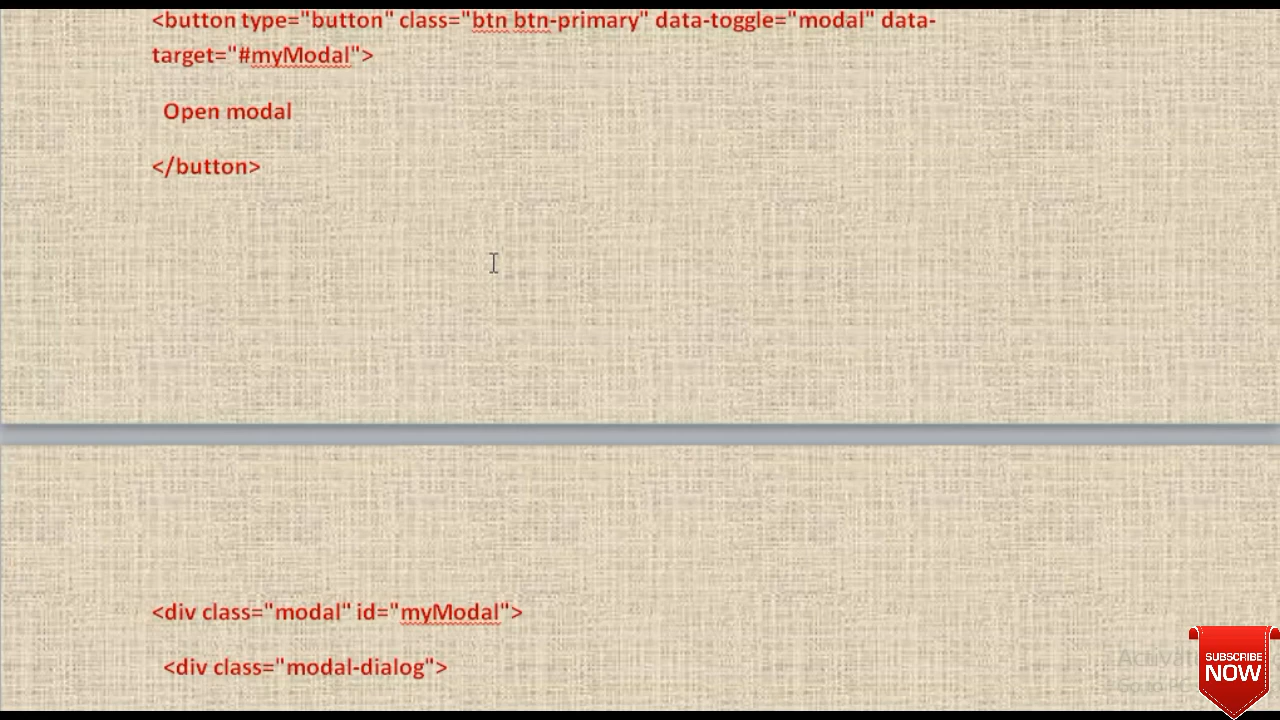 <button type="button" class="btn btn-primary" data-toggle="modal" data-
target="#myModal">
Open modal
</button>
<div class="modal" id="myModal">
<div class="modal-dialog">
SUBSCRIBE
NOW